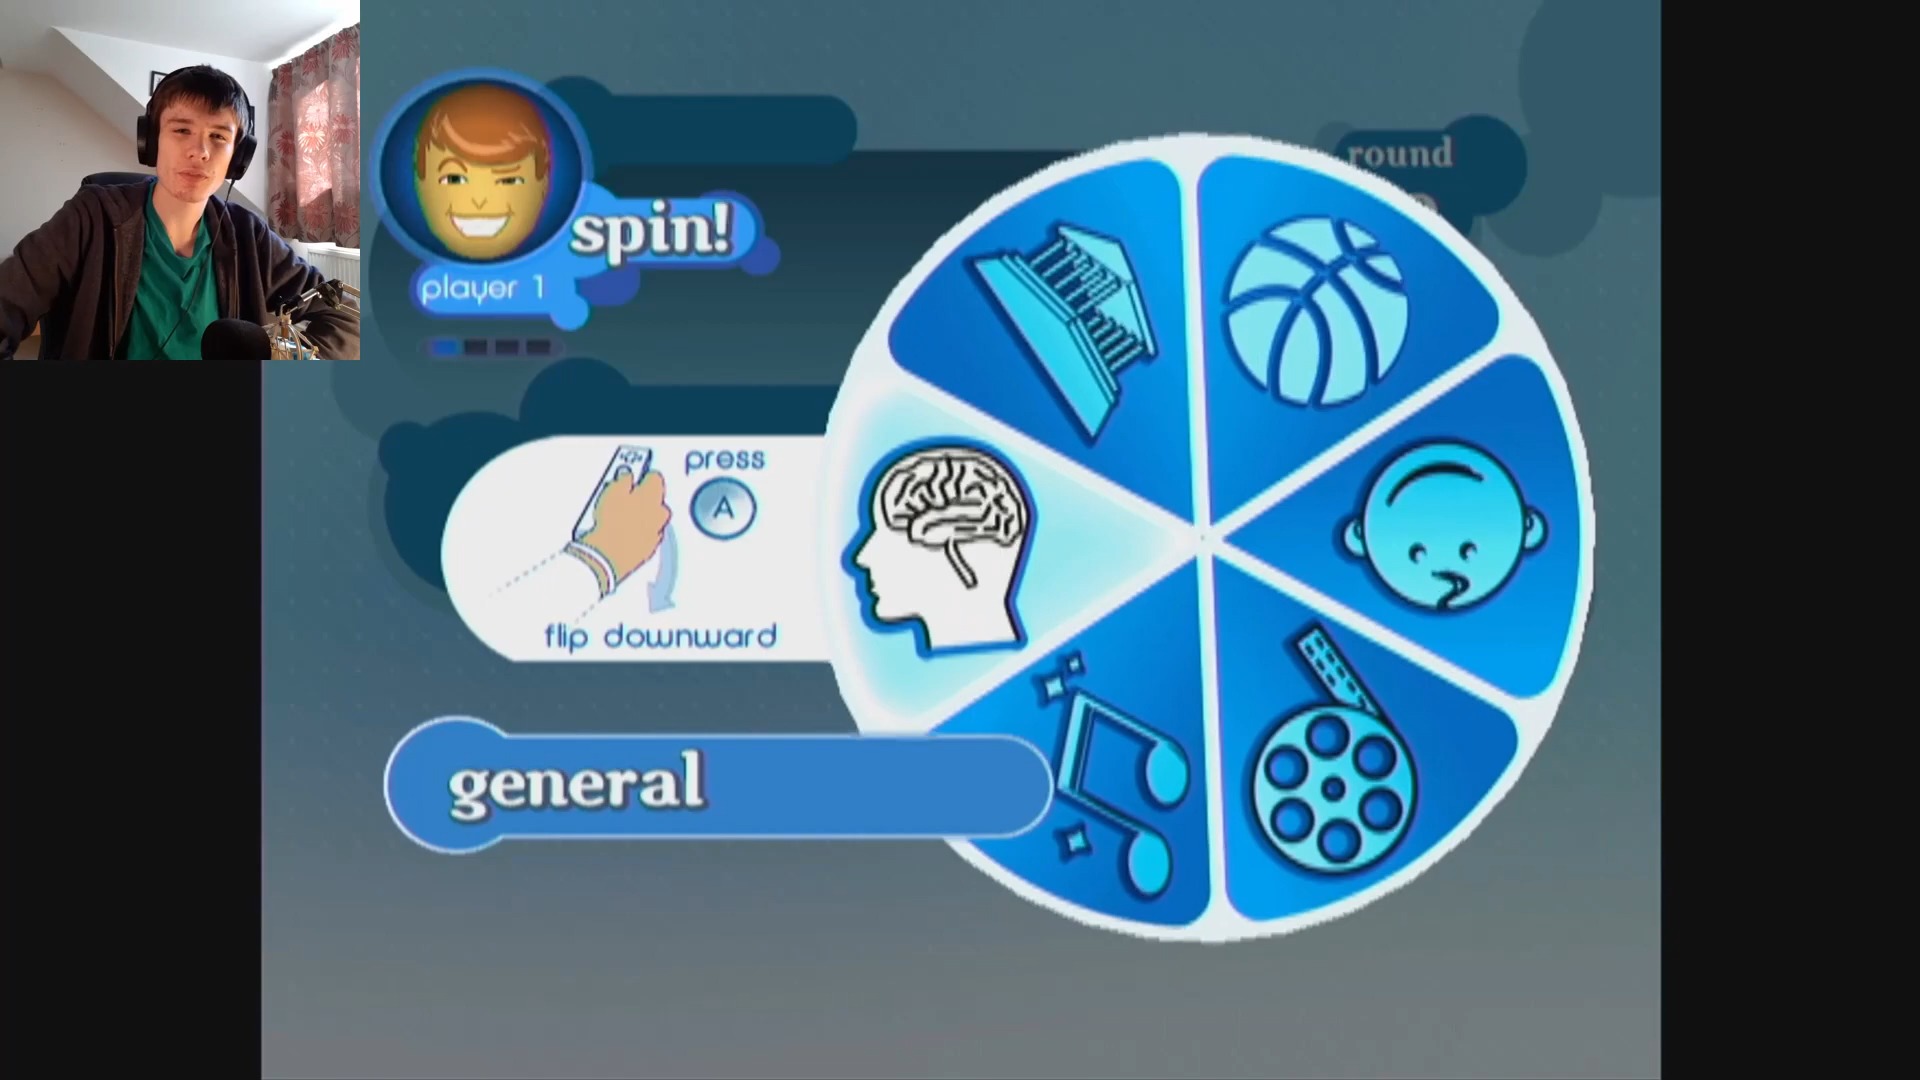 round
spin!
player 1
press
A
flip downward
general